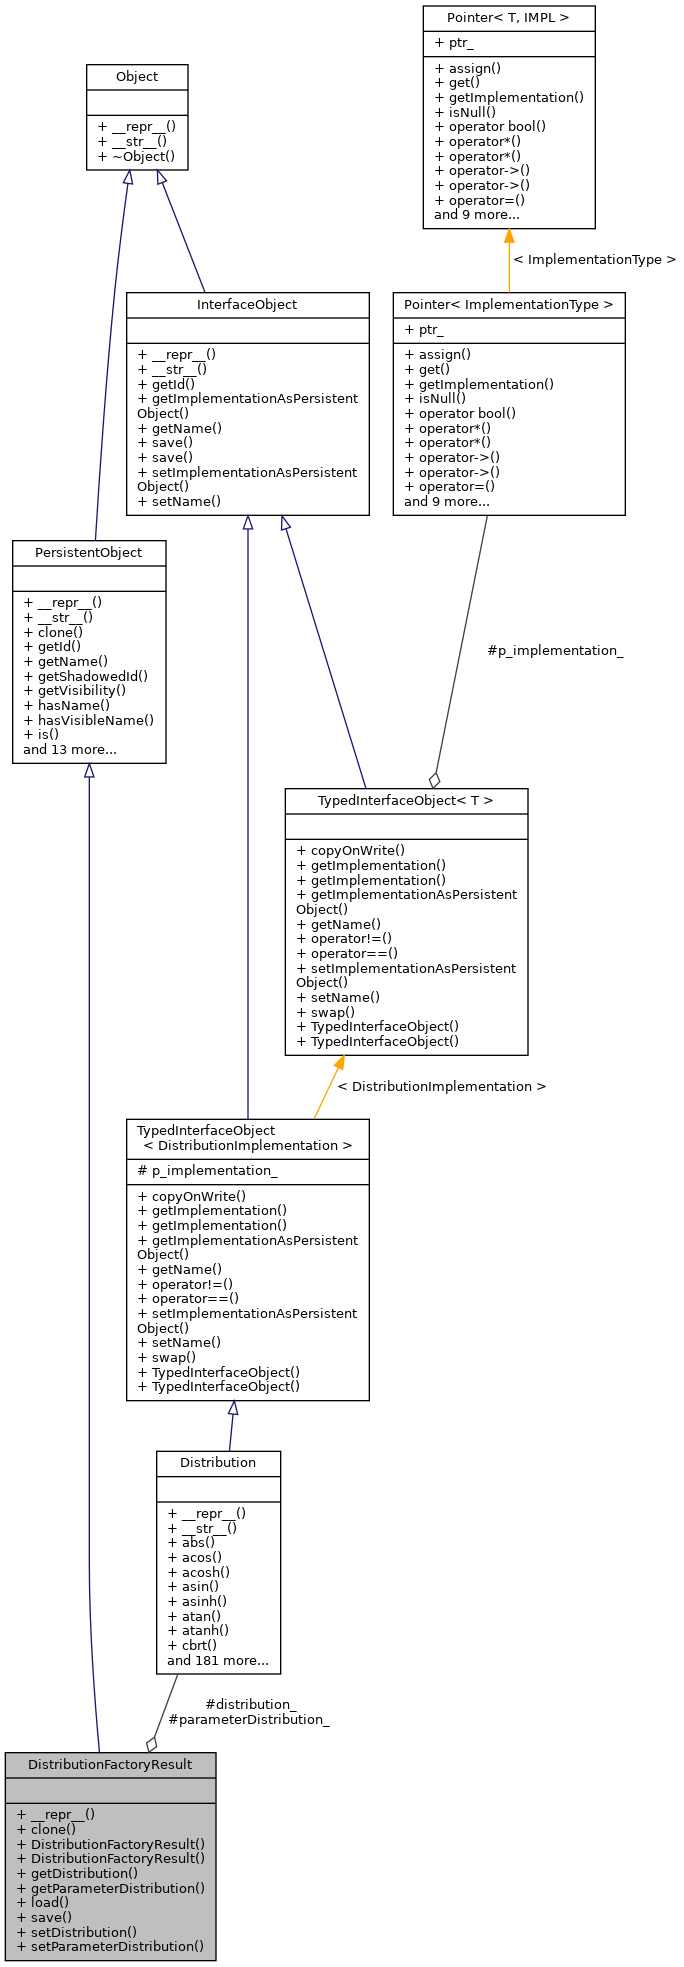 Pointer< T, IMPL >
+ ptr_
+ assign()
+ get()
+ getImplementation()
+ isNull()
+ operator bool()
+ operator*()
+ operator*()
+ operator->()
+ operator->()
+ operator=()
and 9 more...
Object
+ __repr__()
+ __str__()
+ ~Object()
< ImplementationType >
InterfaceObject
+ __repr__()
+ __str__()
+ getId()
+ getImplementationAsPersistent
Object()
+ getName()
+ save()
+ save()
+ setImplementationAsPersistent
Object()
+ setName()
Pointer< ImplementationType >
+ ptr_
+ assign()
+ get()
+ getImplementation()
+ isNull()
+ operator bool()
+ operator*()
+ operator*()
+ operator->()
+ operator->()
+ operator=()
and 9 more...
PersistentObject
+ __repr__()
+ __str__()
+ clone()
+ getId()
+ getName()
+ getShadowedId()
+ getVisibility()
+ hasName()
+ hasVisibleName()
+ is()
and 13 more...
#p_implementation_
TypedInterfaceObject< T >
+ copyOnWrite()
+ getImplementation()
+ getImplementation()
+ getImplementationAsPersistent
Object()
+ getName()
+ operator!=()
+ operator==()
+ setImplementationAsPersistent
Object()
+ setName()
+ swap()
+ TypedInterfaceObject()
+ TypedInterfaceObject()
< DistributionImplementation >
TypedInterfaceObject
< DistributionImplementation >
# p_implementation_
+ copyOnWrite()
+ getImplementation()
+ getImplementation()
+ getImplementationAsPersistent
Object()
+ getName()
+ operator!=()
+ operator==()
+ setImplementationAsPersistent
Object()
+ setName()
+ swap()
+ TypedInterfaceObject()
+ TypedInterfaceObject()
Distribution
+ __repr__()
+ __str__()
+ abs()
+ acos()
+ acosh()
+ asin()
+ asinh()
+ atan()
+ atanh()
+ cbrt()
and 181 more...
#distribution_
#parameterDistribution_
DistributionFactoryResult
+ __repr__()
+ clone()
+ DistributionFactoryResult()
+ DistributionFactoryResult()
+ getDistribution()
+ getParameterDistribution()
+ load()
+ save()
+ setDistribution()
+ setParameterDistribution()